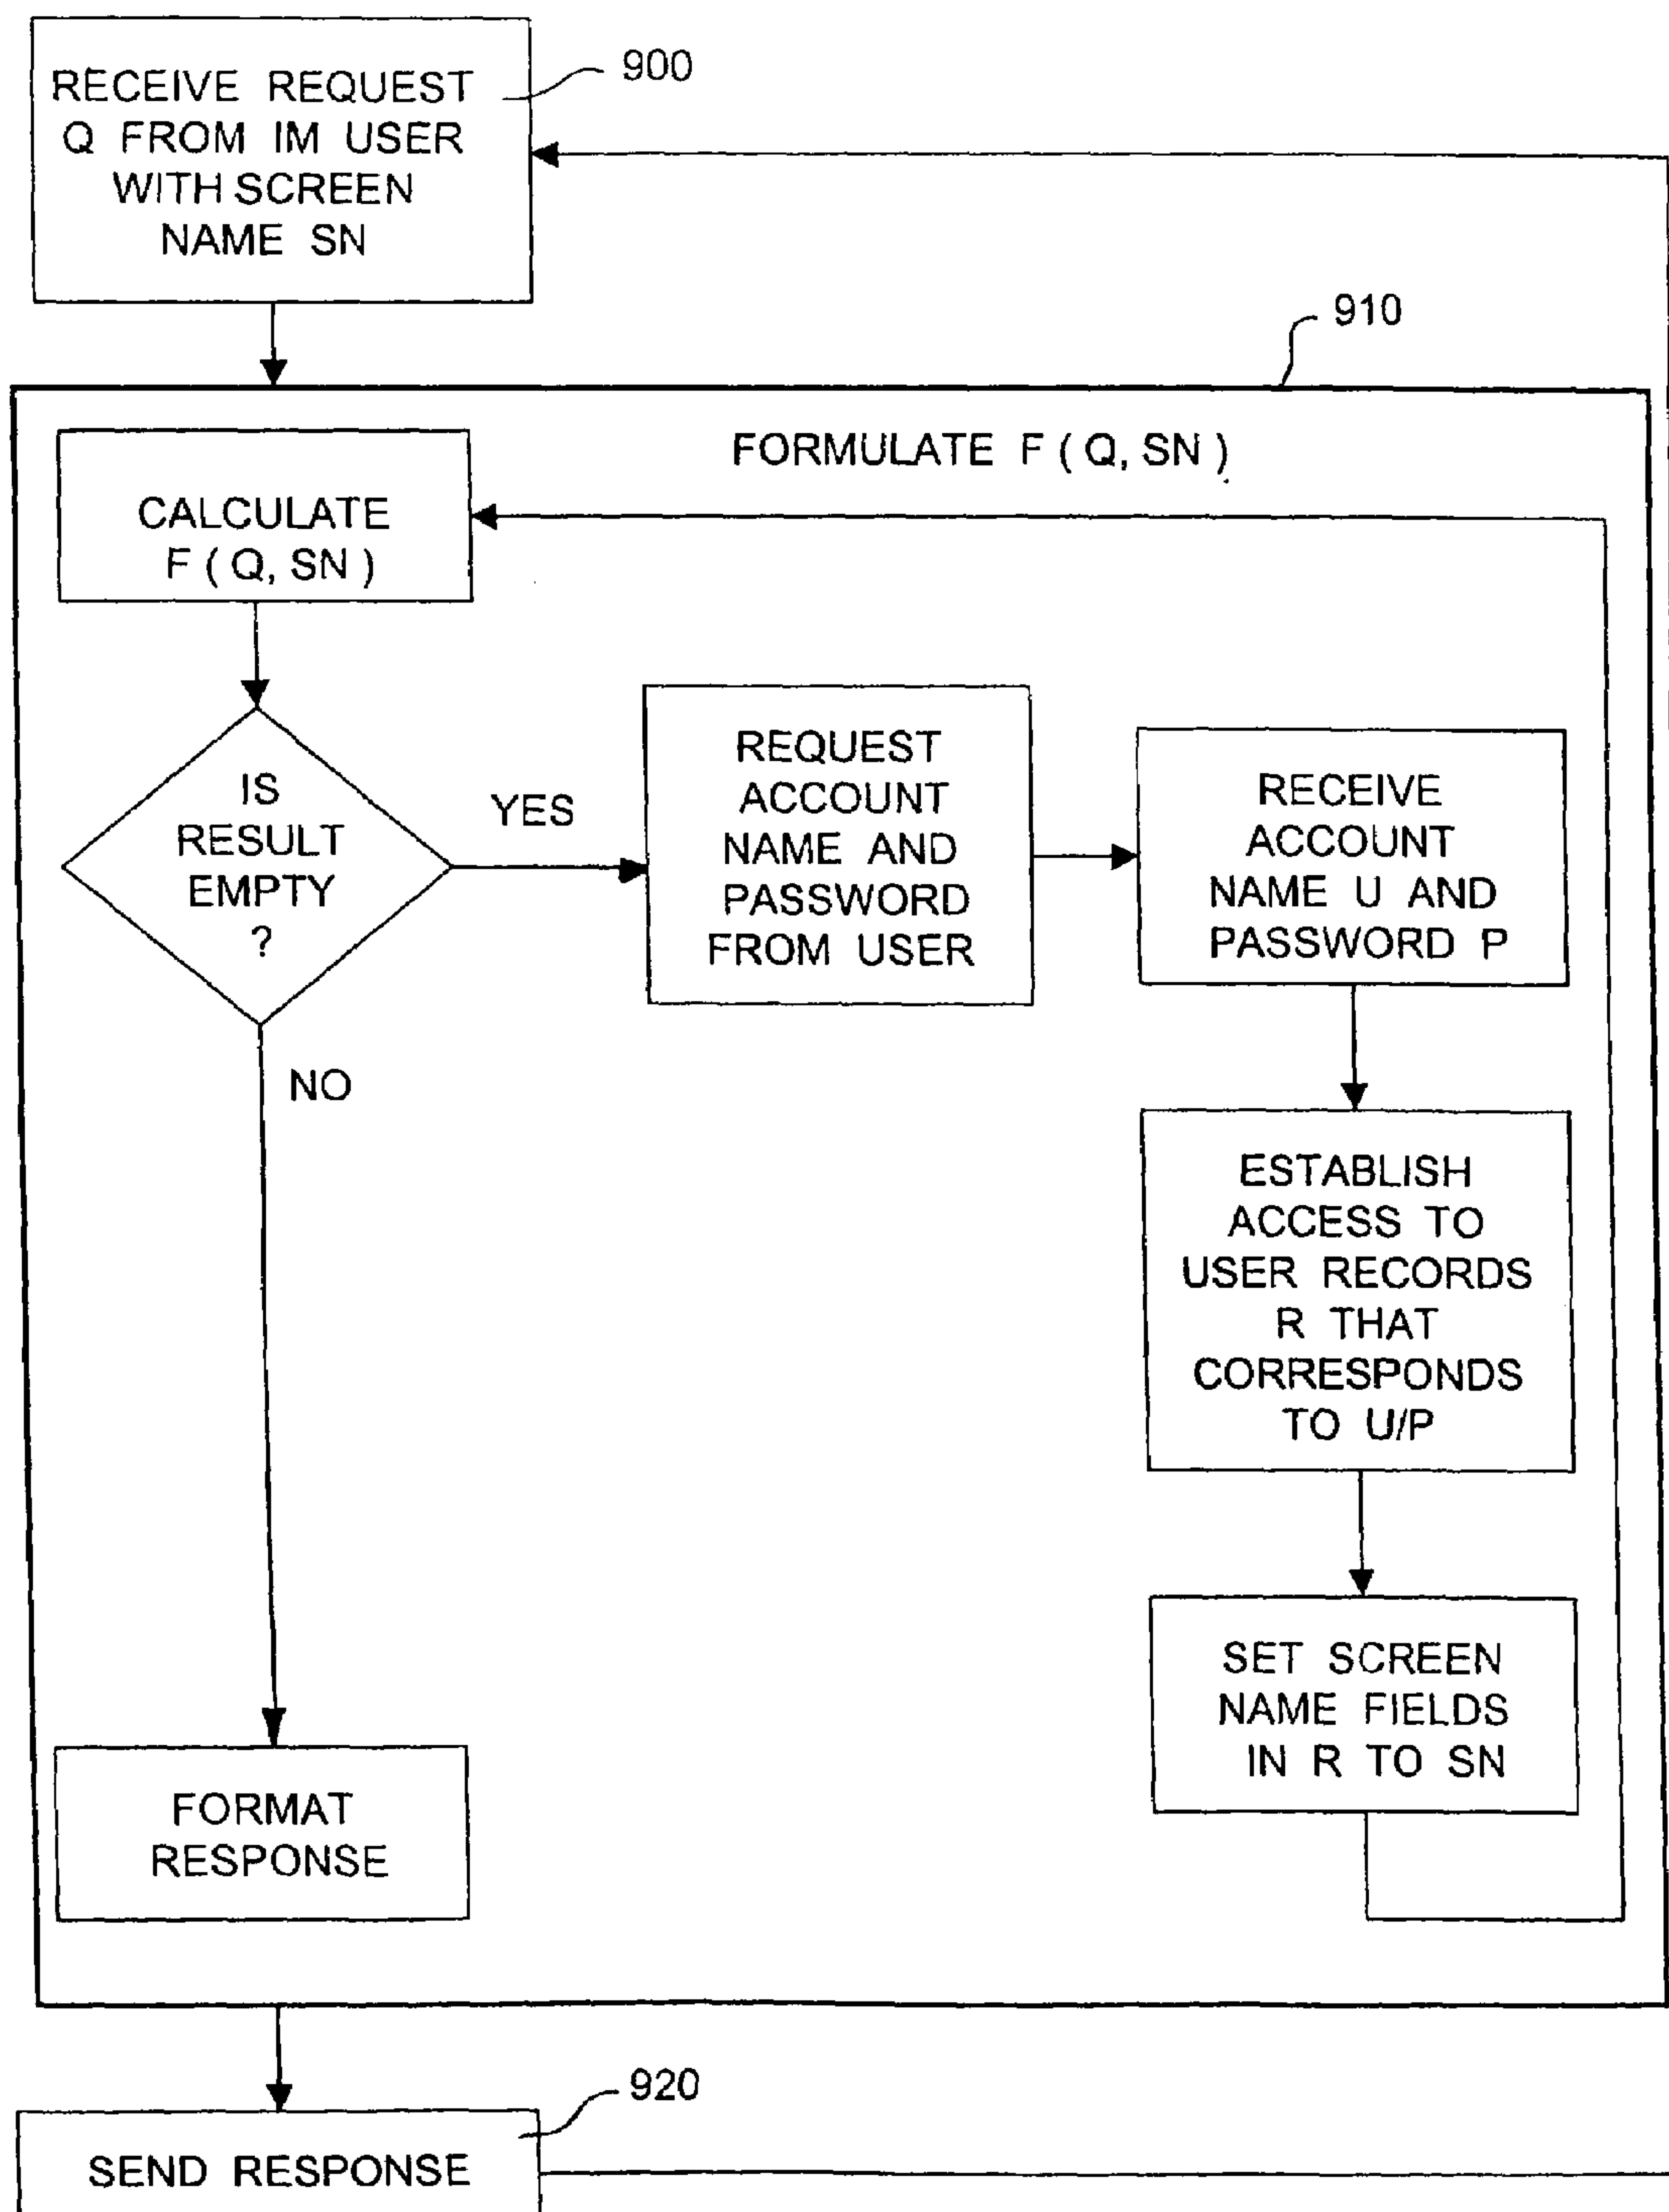 RECEIVE REQUEST
Q FROM IM USER
WITH SCREEN
NAME SN
900
910
FORMULATE F ( Q, SN )
CALCULATE
F ( Q, SN )
IS
RESULT
EMPTY
?
YES
NO
REQUEST
ACCOUNT
NAME AND
PASSWORD
FROM USER
RECEIVE
ACCOUNT
NAME U AND
PASSWORD P
ESTABLISH
ACCESS TO
USER RECORDS
R THAT
CORRESPONDS
TO U/P
SET SCREEN
NAME FIELDS
IN R TO SN
FORMAT
RESPONSE
920
SEND RESPONSE